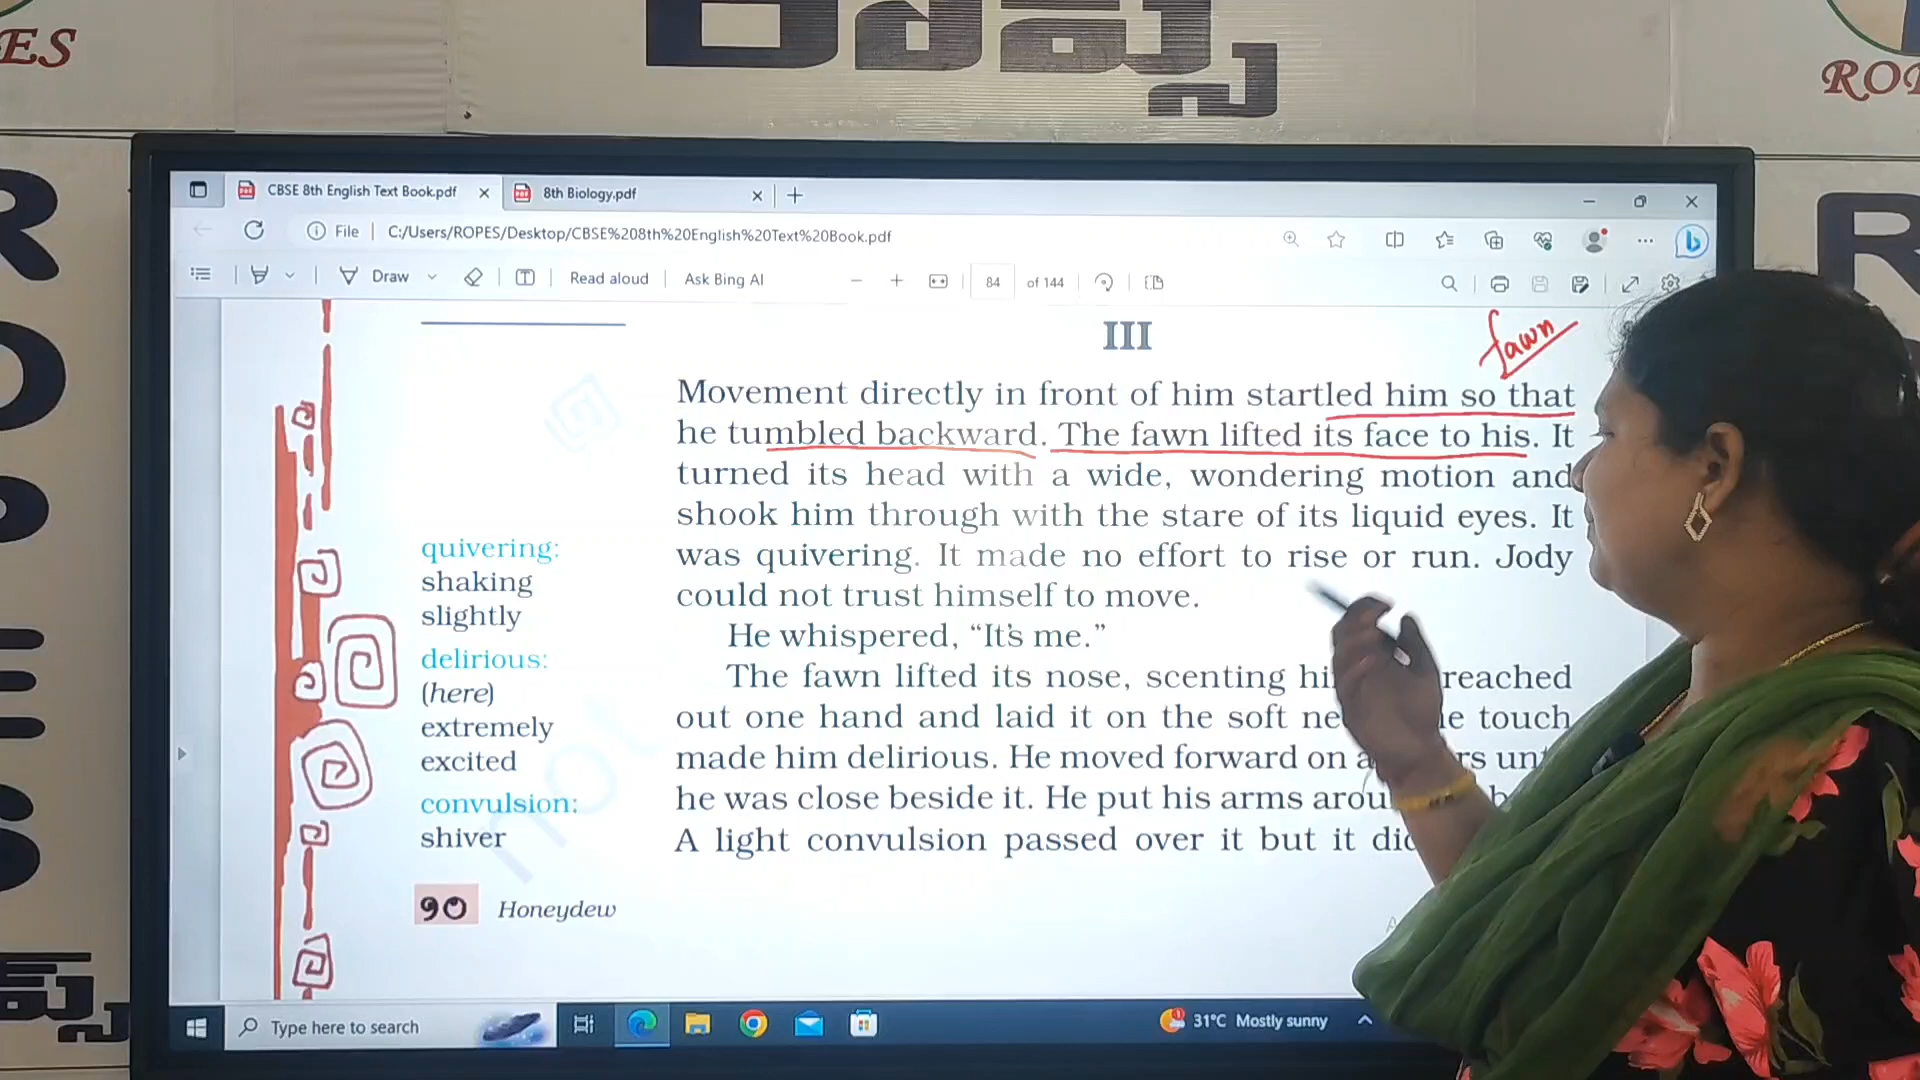 ES
రోప్స్
RO
R
O
P
E
S
R
CBSE 8th English Text Book.pdf
8th Biology.pdf
File
C:/Users/ROPES/Desktop/CBSE%208th%20English%20Text%20Book.pdf
Draw
Read aloud
Ask Bing AI
84
of 144
III
fawn
Movement directly in front of him startled him so that
he tumbled backward. The fawn lifted its face to his. It
turned its head with a wide, wondering motion and
shook him through with the stare of its liquid eyes. It
was quivering. It made no effort to rise or run. Jody
could not trust himself to move.
He whispered, “It’s me.”
The fawn lifted its nose, scenting reached
out one hand and laid it on the soft touch
made him delirious. He moved forward on
he was close beside it. He put his arms
A light convulsion passed over it but it
quivering:
shaking
slightly
delirious:
(here)
extremely
excited
convulsion:
shiver
90
Honeydew
Type here to search
31°C Mostly sunny